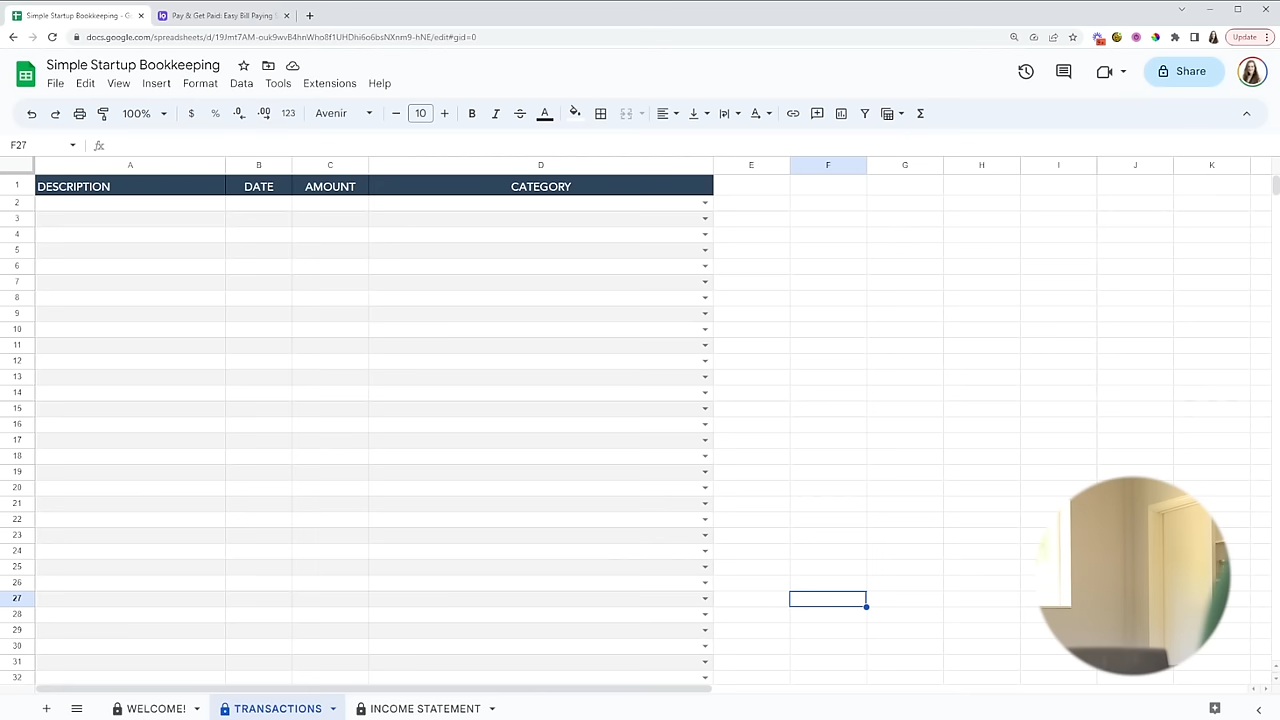 Simple Startup Bookkeeping - G
Pay & Get Paid: Easy Bill Paying
Update
Simple Startup Bookkeeping
File Edit View Insert Format Data Tools Extensions Help
Share
100% $ % .0 .00 123 Avenir 10 B I A Σ
F27 fx
A B C D E F G H I J K
1 DESCRIPTION DATE AMOUNT CATEGORY
2
3
4
5
6
7
8
9
10
11
12
13
14
15
16
17
18
19
20
21
22
23
24
25
26
27
28
29
30
31
32
WELCOME! TRANSACTIONS INCOME STATEMENT